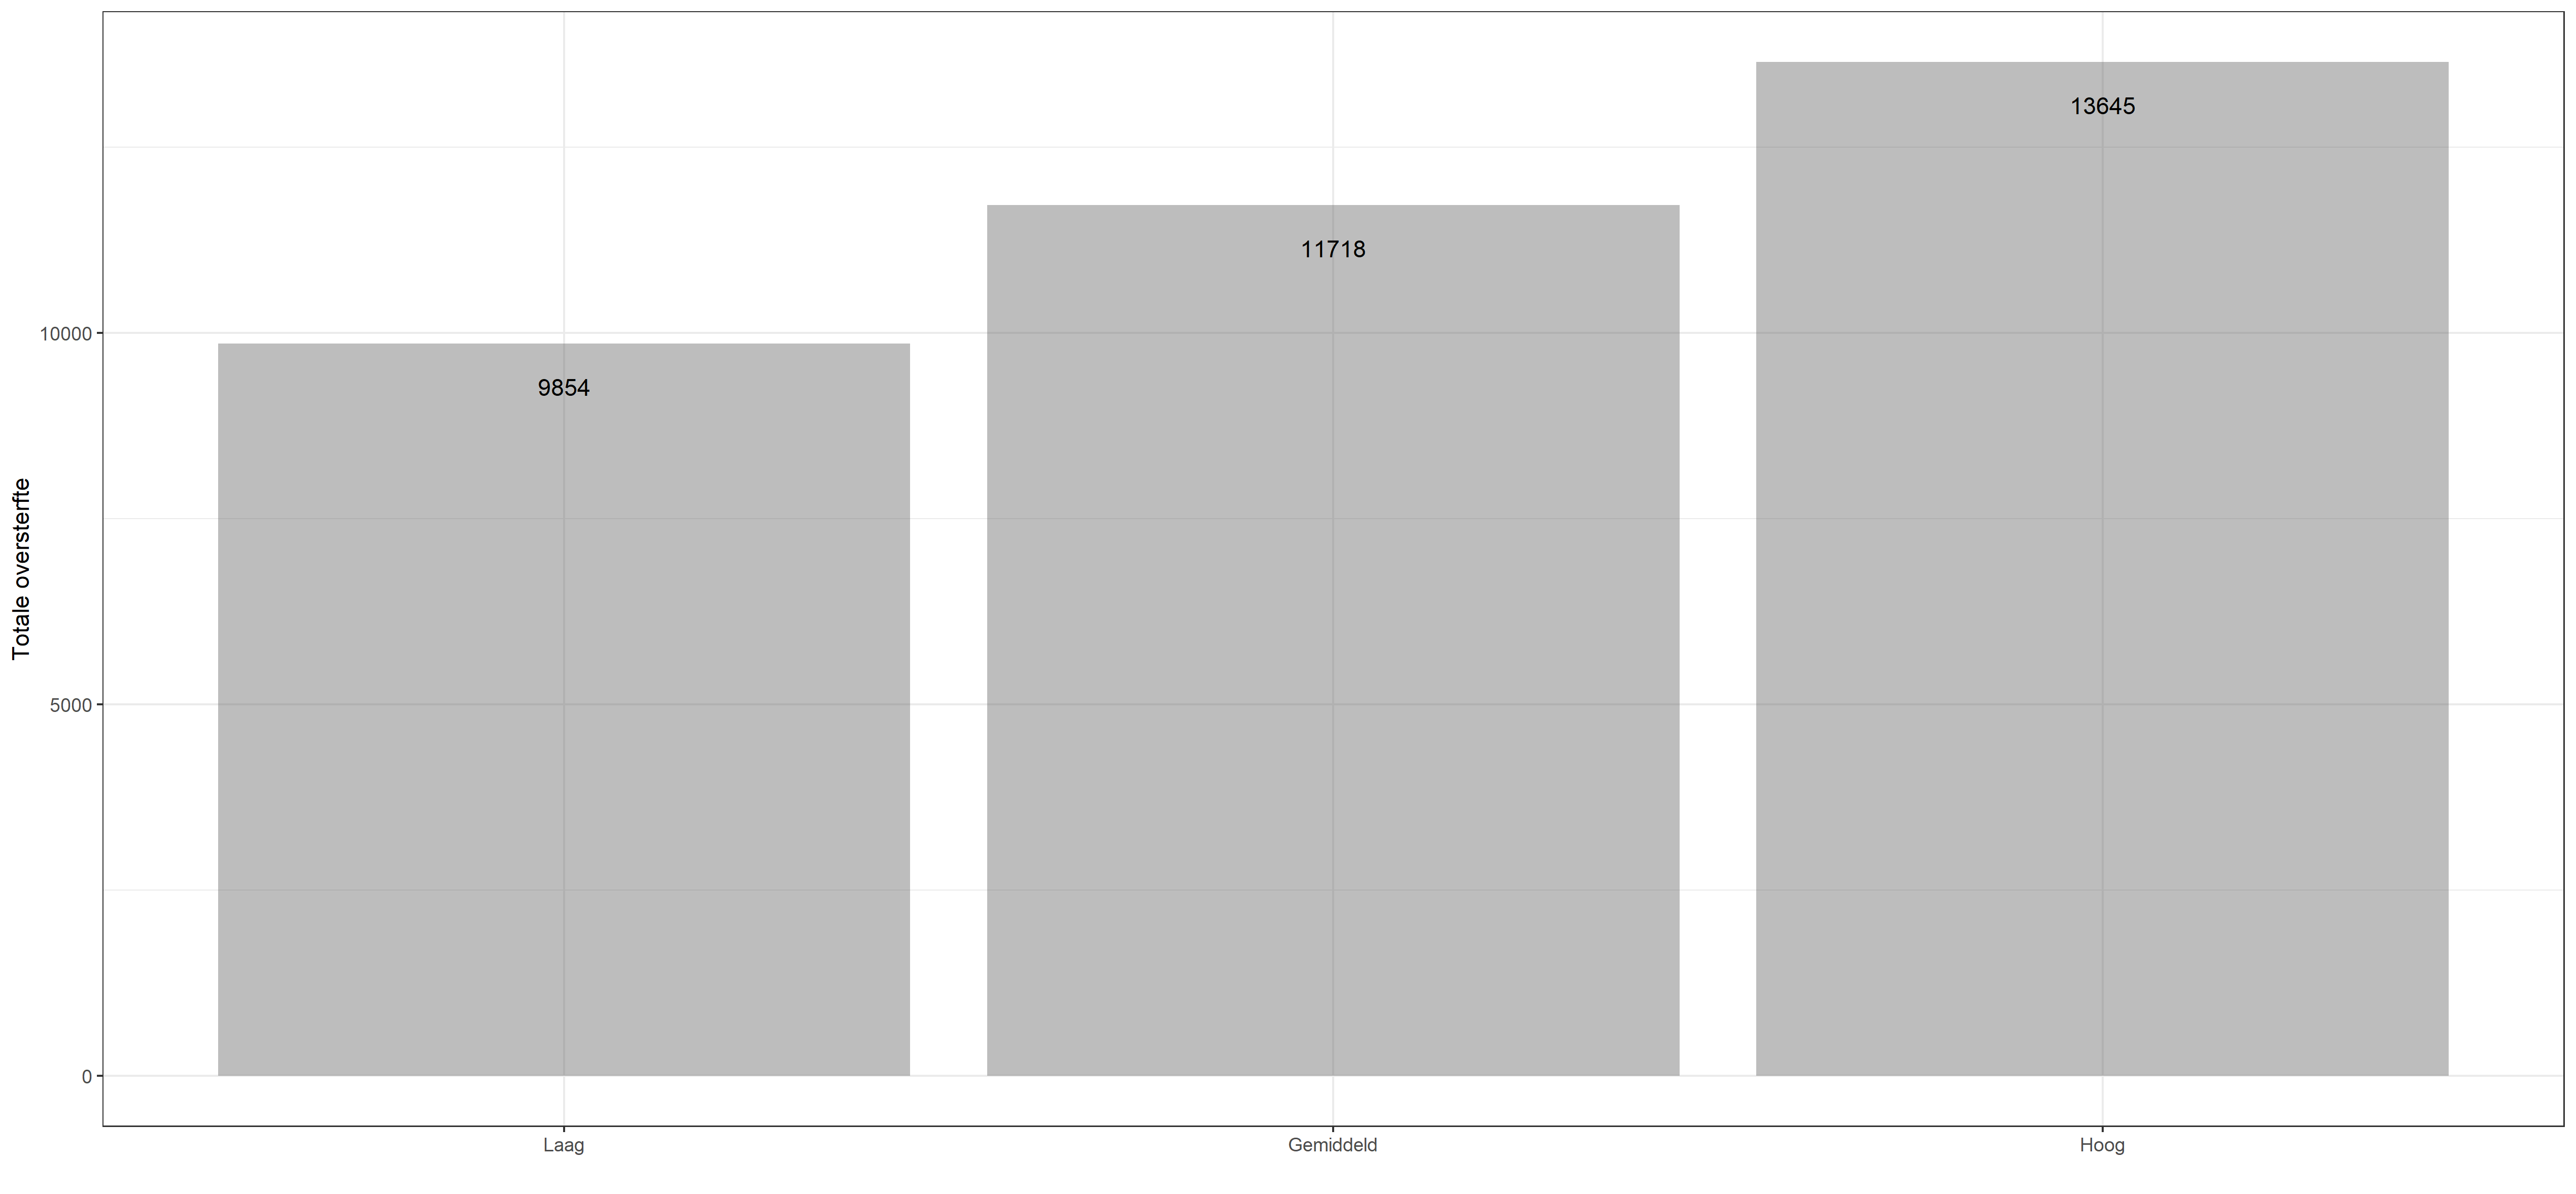 Totale oversterfte
13645
11718
10000
9854
5000
0
Laag
Gemiddeld
Hoog